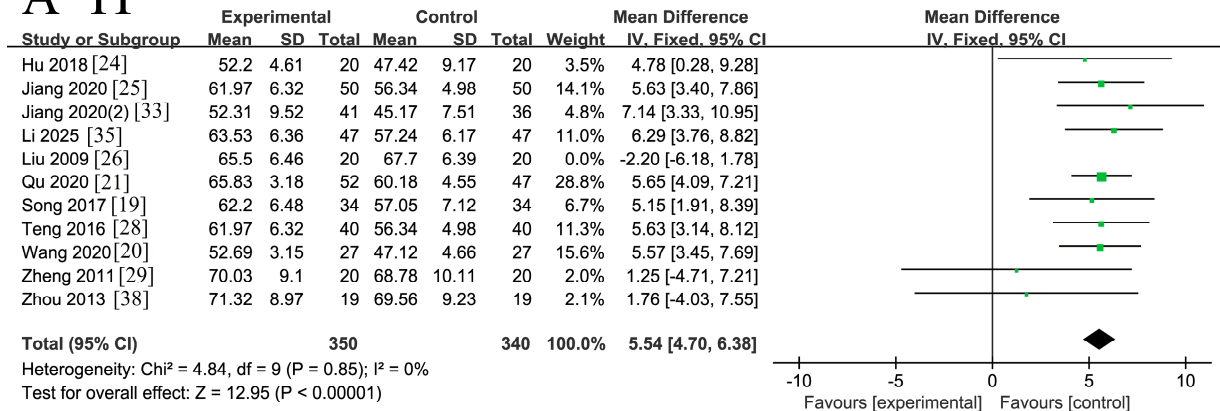 A H
Experimental Control Mean Difference Mean Difference
Study or Subgroup Mean SD Total Mean SD Total Weight IV, Fixed, 95% CI IV, Fixed, 95% CI
Hu 2018 [24] 52.2 4.61 20 47.42 9.17 20 3.5% 4.78 [0.28, 9.28]
Jiang 2020 [25] 61.97 6.32 50 56.34 4.98 50 14.1% 5.63 [3.40, 7.86]
Jiang 2020(2) [33] 52.31 9.52 41 45.17 7.51 36 4.8% 7.14 [3.33, 10.95]
Li 2025 [35] 63.53 6.36 47 57.24 6.17 47 11.0% 6.29 [3.76, 8.82]
Liu 2009 [26] 65.5 6.46 20 67.7 6.39 20 0.0% -2.20 [-6.18, 1.78]
Qu 2020 [21] 65.83 3.18 52 60.18 4.55 47 28.8% 5.65 [4.09, 7.21]
Song 2017 [19] 62.2 6.48 34 57.05 7.12 34 6.7% 5.15 [1.91, 8.39]
Teng 2016 [28] 61.97 6.32 40 56.34 4.98 40 11.3% 5.63 [3.14, 8.12]
Wang 2020[20] 52.69 3.15 27 47.12 4.66 27 15.6% 5.57 [3.45, 7.69]
Zheng 2011 [29] 70.03 9.1 20 68.78 10.11 20 2.0% 1.25 [-4.71, 7.21]
Zhou 2013 [38] 71.32 8.97 19 69.56 9.23 19 2.1% 1.76 [-4.03, 7.55]
Total (95% CI) 350 340 100.0% 5.54 [4.70, 6.38]
Heterogeneity: Chi² = 4.84, df = 9 (P = 0.85); I² = 0%
Test for overall effect: Z = 12.95 (P < 0.00001)
-10 -5 0 5 10
Favours [experimental] Favours [control]